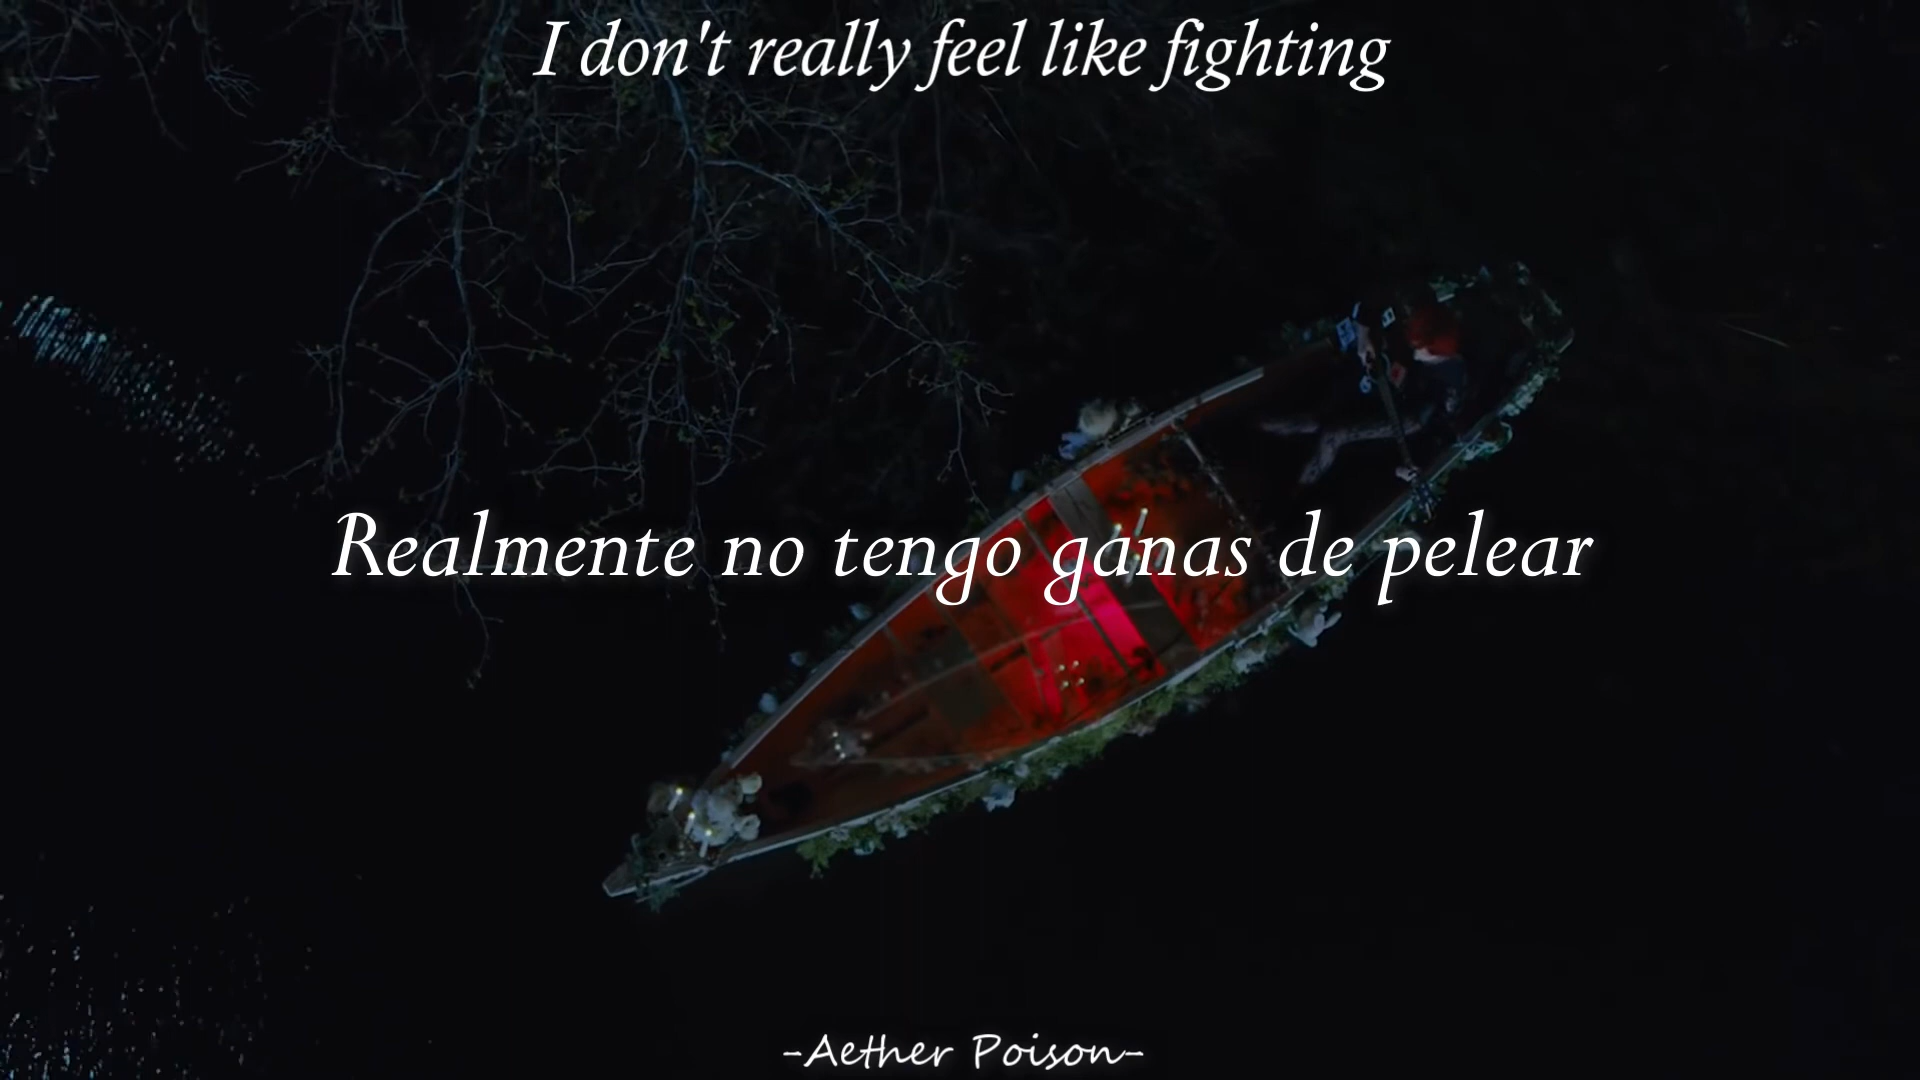 I don't really feel like fighting
Realmente no tengo ganas de pelear
-Aether Poison-